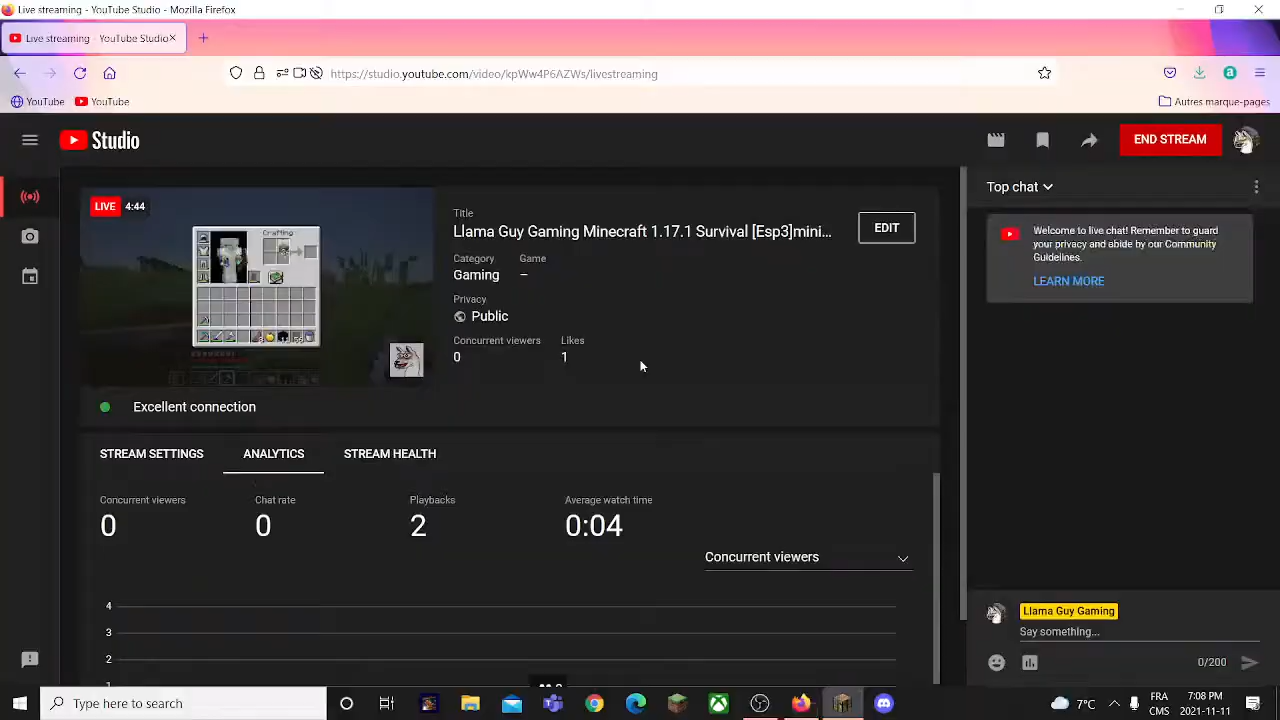 Live streaming - YouTube Studio - Mozilla Firefox
Live streaming - YouTube Studio
https://studio.youtube.com/video/kpWw4P6AZWs/livestreaming
YouTube
YouTube
Autres marque-pages
Studio
END STREAM
LIVE 4:44
Crafting
Title
Llama Guy Gaming Minecraft 1.17.1 Survival [Esp3]mini...
EDIT
Category Game
Gaming –
Privacy
Public
Concurrent viewers Likes
0 1
Excellent connection
Top chat
Welcome to live chat! Remember to guard
your privacy and abide by our Community
Guidelines.
LEARN MORE
STREAM SETTINGS ANALYTICS STREAM HEALTH
Concurrent viewers Chat rate Playbacks Average watch time
0 0 2 0:04
Concurrent viewers
4
3
2
1
Llama Guy Gaming
Say something...
0/200
Type here to search
7°C
FRA
CMS
7:08 PM
2021-11-11